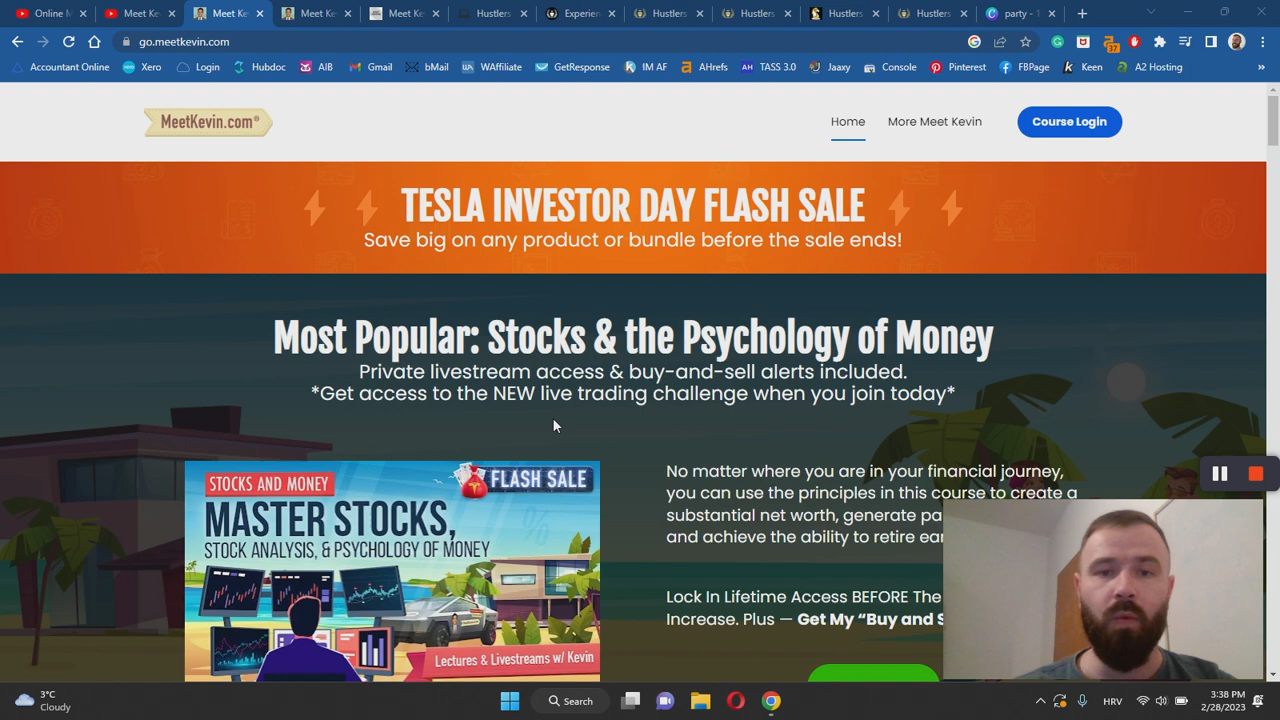 Online M
Meet Kev
Meet Ke
Meet Ke
Meet Ke
Hustlers
Experien
Hustlers
Hustlers
Hustlers
Hustlers
party - 1
go.meetkevin.com
37
Accountant Online
Xero
Login
Hubdoc
AIB
Gmail
bMail
WAffiliate
GetResponse
IM AF
AHrefs
TASS 3.0
Jaaxy
Console
Pinterest
FBPage
Keen
A2 Hosting
MeetKevin.com®
Home
More Meet Kevin
Course Login
TESLA INVESTOR DAY FLASH SALE
Save big on any product or bundle before the sale ends!
Most Popular: Stocks & the Psychology of Money
Private livestream access & buy-and-sell alerts included.
*Get access to the NEW live trading challenge when you join today*
STOCKS AND MONEY
FLASH SALE
MASTER STOCKS,
STOCK ANALYSIS, & PSYCHOLOGY OF MONEY
Lectures & Livestreams w/ Kevin
No matter where you are in your financial journey,
you can use the principles in this course to create a
substantial net worth, generate pa
and achieve the ability to retire ear
Lock In Lifetime Access BEFORE The
Increase. Plus — Get My “Buy and S
3°C
Cloudy
Search
HRV
3:38 PM
2/28/2023